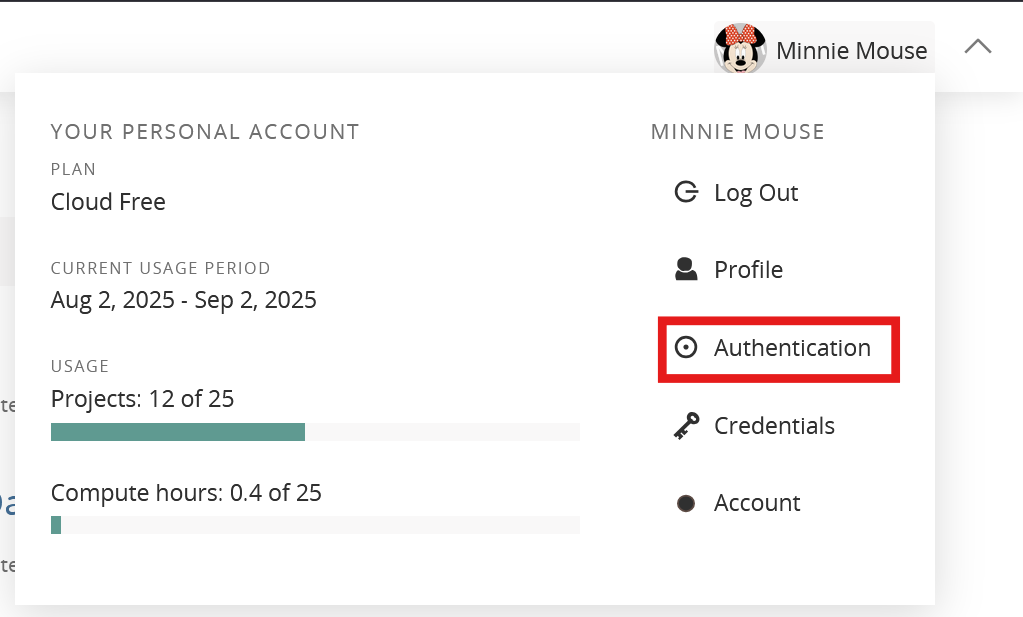 Minnie Mouse
YOUR PERSONAL ACCOUNT
PLAN
Cloud Free
CURRENT USAGE PERIOD
Aug 2, 2025 - Sep 2, 2025
USAGE
Projects: 12 of 25
Compute hours: 0.4 of 25
MINNIE MOUSE
Log Out
Profile
Authentication
Credentials
Account